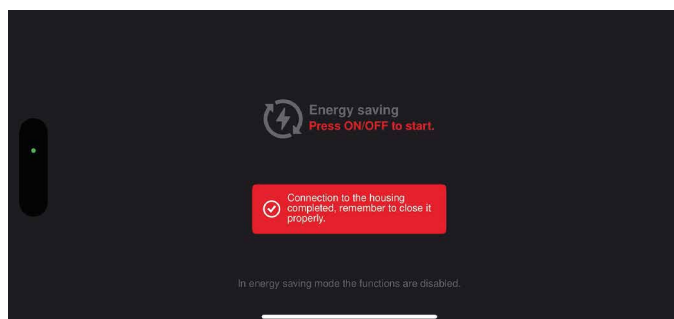 Energy saving
Press ON/OFF to start.
Connection to the housing
completed, remember to close it
properly.
In energy saving mode the functions are disabled.